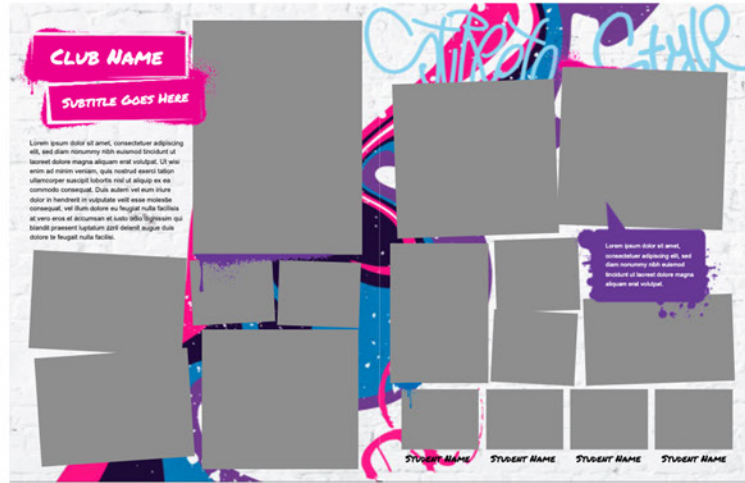 CLUB NAME
SUBTITLE GOES HERE
Lorem ipsum dolor sit amet, consectetuer adipiscing
elit, sed diam nonummy nibh euismod tincidunt ut
laoreet dolore magna aliquam erat volutpat. Ut wisi
enim ad minim veniam, quis nostrud exerci tation
ullamcorper suscipit lobortis nisl ut aliquip ex ea
commodo consequat. Duis autem vel eum iriure
dolor in hendrerit in vulputate velit esse molestie
consequat, vel illum dolore eu feugiat nulla facilisis
at vero eros et accumsan et iusto odio dignissim qui
blandit praesent luptatum zzril delenit augue duis
dolore te feugait nulla facilisi.
Street Style
Lorem ipsum dolor sit amet,
consectetuer adipiscing elit, sed
diam nonummy nibh euismod
tincidunt ut laoreet dolore magna
aliquam erat volutpat.
STUDENT NAME
STUDENT NAME
STUDENT NAME
STUDENT NAME